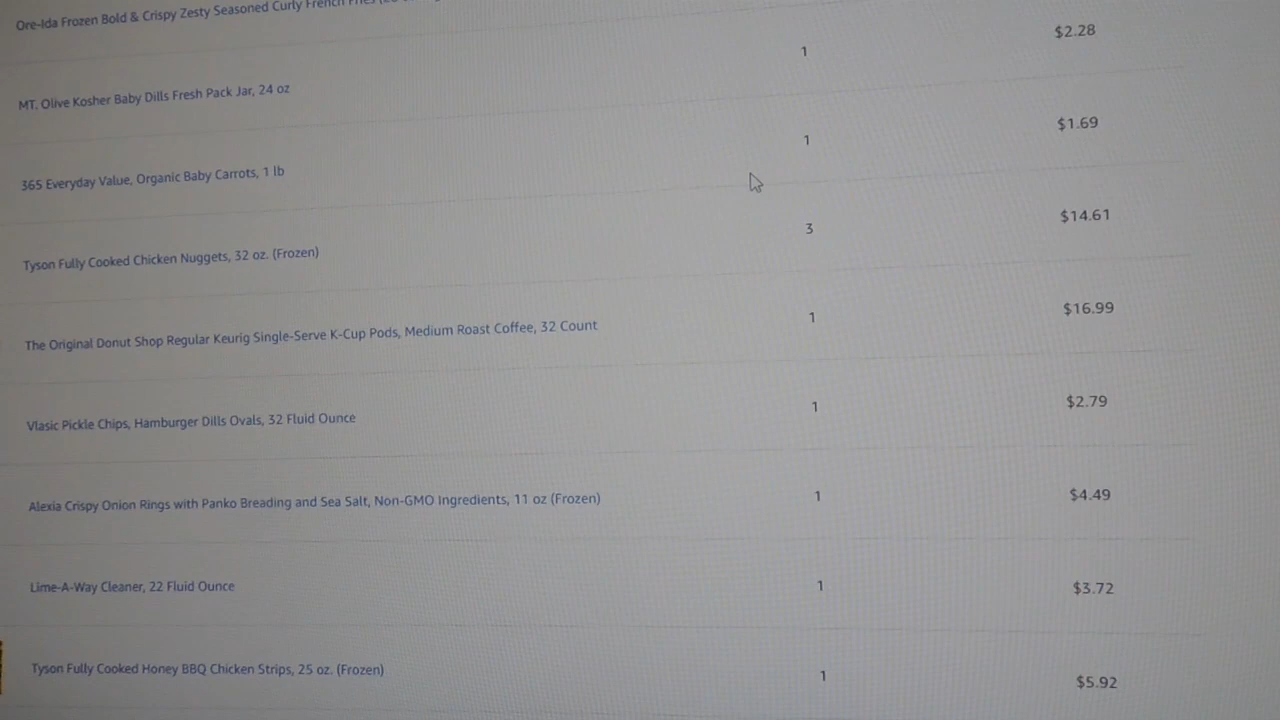 Ore-Ida Frozen Bold & Crispy Zesty Seasoned Curly French Fries
MT. Olive Kosher Baby Dills Fresh Pack Jar, 24 oz 1 $2.28
365 Everyday Value, Organic Baby Carrots, 1 lb 1 $1.69
Tyson Fully Cooked Chicken Nuggets, 32 oz. (Frozen) 3 $14.61
The Original Donut Shop Regular Keurig Single-Serve K-Cup Pods, Medium Roast Coffee, 32 Count 1 $16.99
Vlasic Pickle Chips, Hamburger Dills Ovals, 32 Fluid Ounce 1 $2.79
Alexia Crispy Onion Rings with Panko Breading and Sea Salt, Non-GMO Ingredients, 11 oz (Frozen) 1 $4.49
Lime-A-Way Cleaner, 22 Fluid Ounce 1 $3.72
Tyson Fully Cooked Honey BBQ Chicken Strips, 25 oz. (Frozen) 1 $5.92